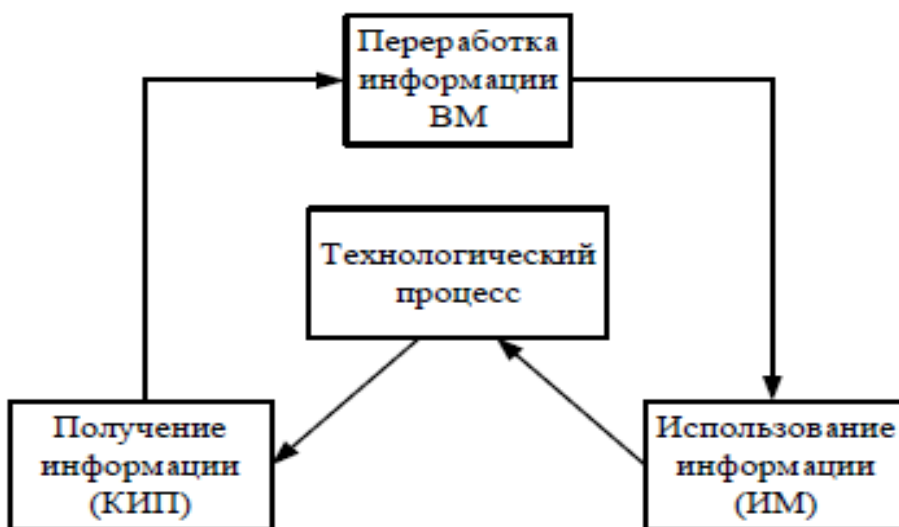 Переработка
информации
ВМ
Технологический
процесс
Получение
информации
(КИП)
Использование
информации
(ИМ)